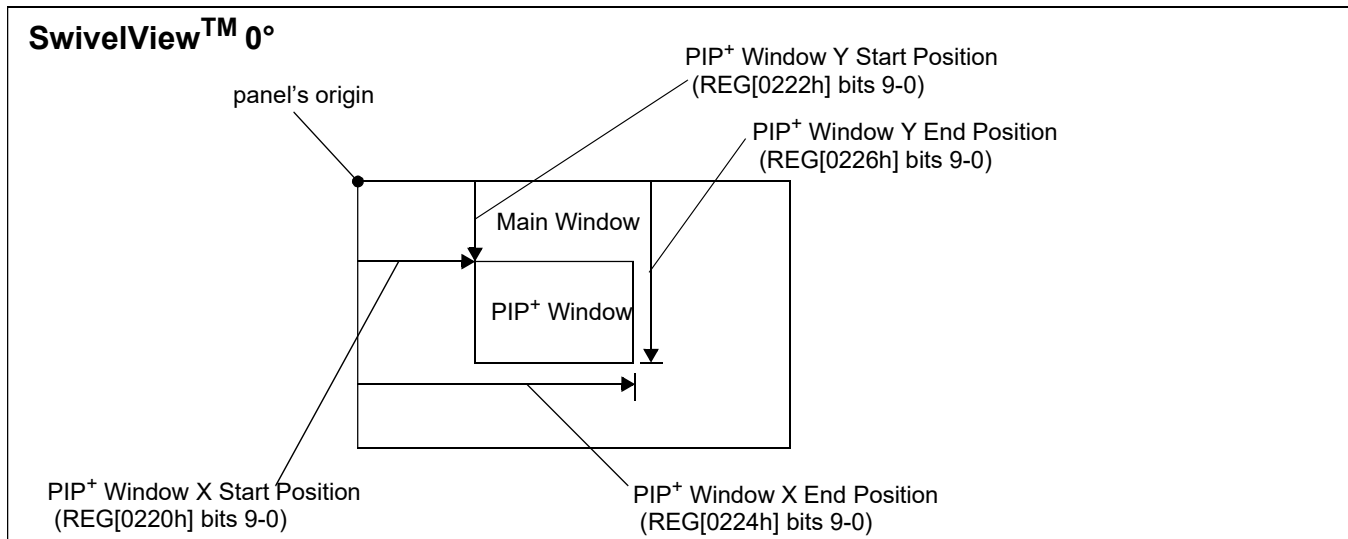 SwivelView™ 0°
PIP+ Window Y Start Position
(REG[0222h] bits 9-0)
panel's origin
PIP+ Window Y End Position
(REG[0226h] bits 9-0)
Main Window
PIP+ Window
PIP+ Window X Start Position
(REG[0220h] bits 9-0)
PIP+ Window X End Position
(REG[0224h] bits 9-0)